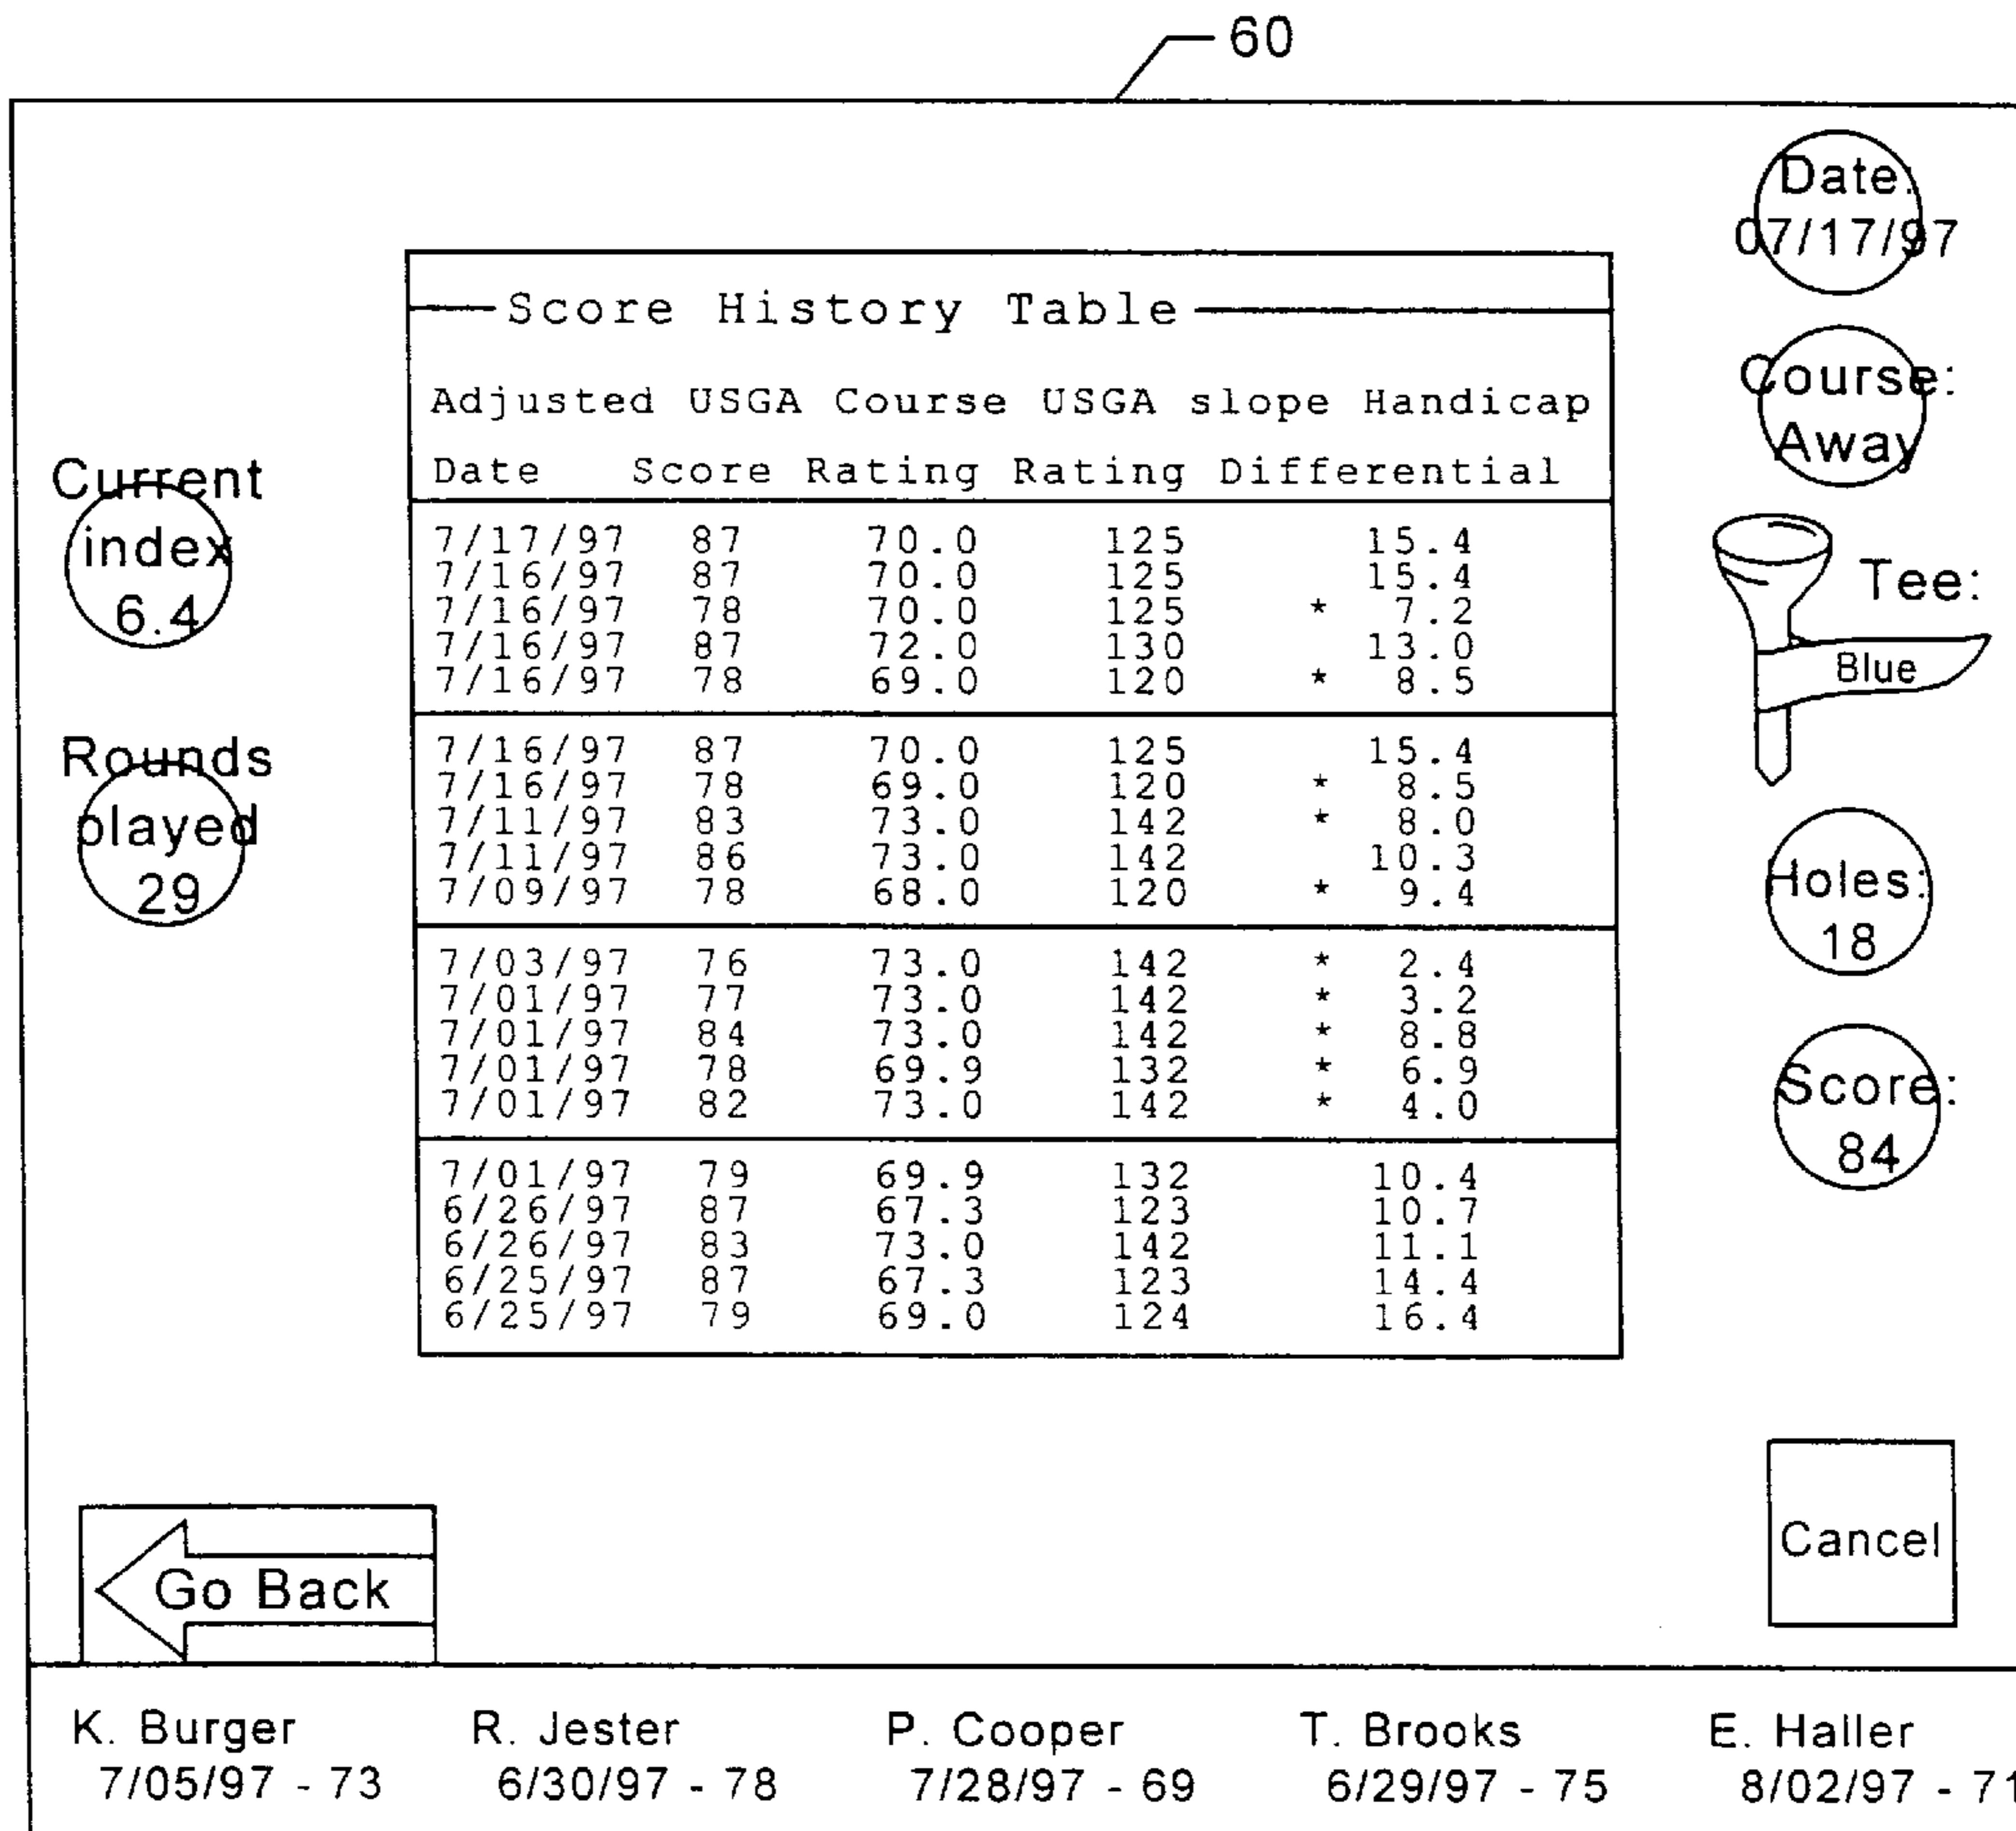 60
Date:
07/17/97
Course:
Away
Tee:
Blue
Holes:
18
Score:
84
Current
index
6.4
Rounds
played
29
Score History Table
Adjusted USGA Course USGA slope Handicap
Date Score Rating Rating Differential
7/17/97 87 70.0 125 15.4
7/16/97 87 70.0 125 15.4
7/16/97 78 70.0 125 * 7.2
7/16/97 87 72.0 130 13.0
7/16/97 78 69.0 120 * 8.5
7/16/97 87 70.0 125 15.4
7/16/97 78 69.0 120 * 8.5
7/11/97 83 73.0 142 * 8.0
7/11/97 86 73.0 142 10.3
7/09/97 78 68.0 120 * 9.4
7/03/97 76 73.0 142 * 2.4
7/01/97 77 73.0 142 * 3.2
7/01/97 84 73.0 142 * 8.8
7/01/97 78 69.9 132 * 6.9
7/01/97 82 73.0 142 * 4.0
7/01/97 79 69.9 132 10.4
6/26/97 87 67.3 123 10.7
6/26/97 83 73.0 142 11.1
6/25/97 87 67.3 123 14.4
6/25/97 79 69.0 124 16.4
Go Back
Cancel
K. Burger R. Jester P. Cooper T. Brooks E. Haller
7/05/97 - 73 6/30/97 - 78 7/28/97 - 69 6/29/97 - 75 8/02/97 - 71